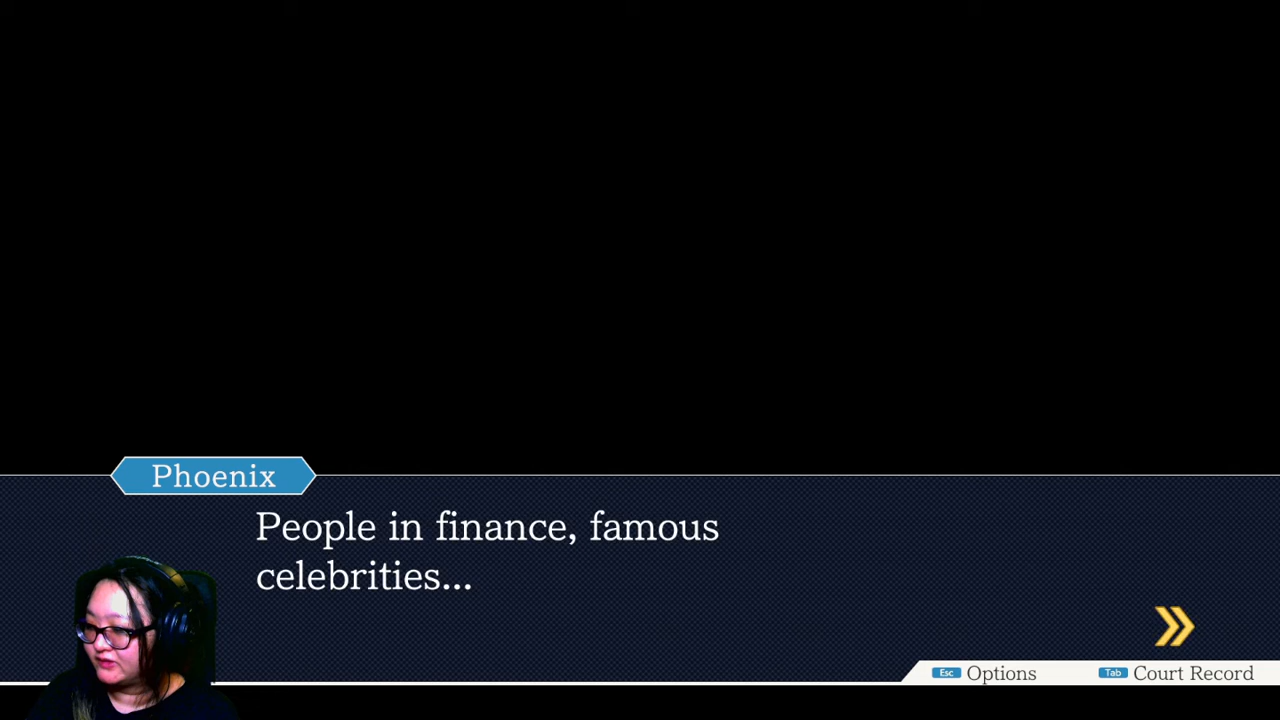 Phoenix
People in finance, famous
celebrities...
Esc Options Tab Court Record